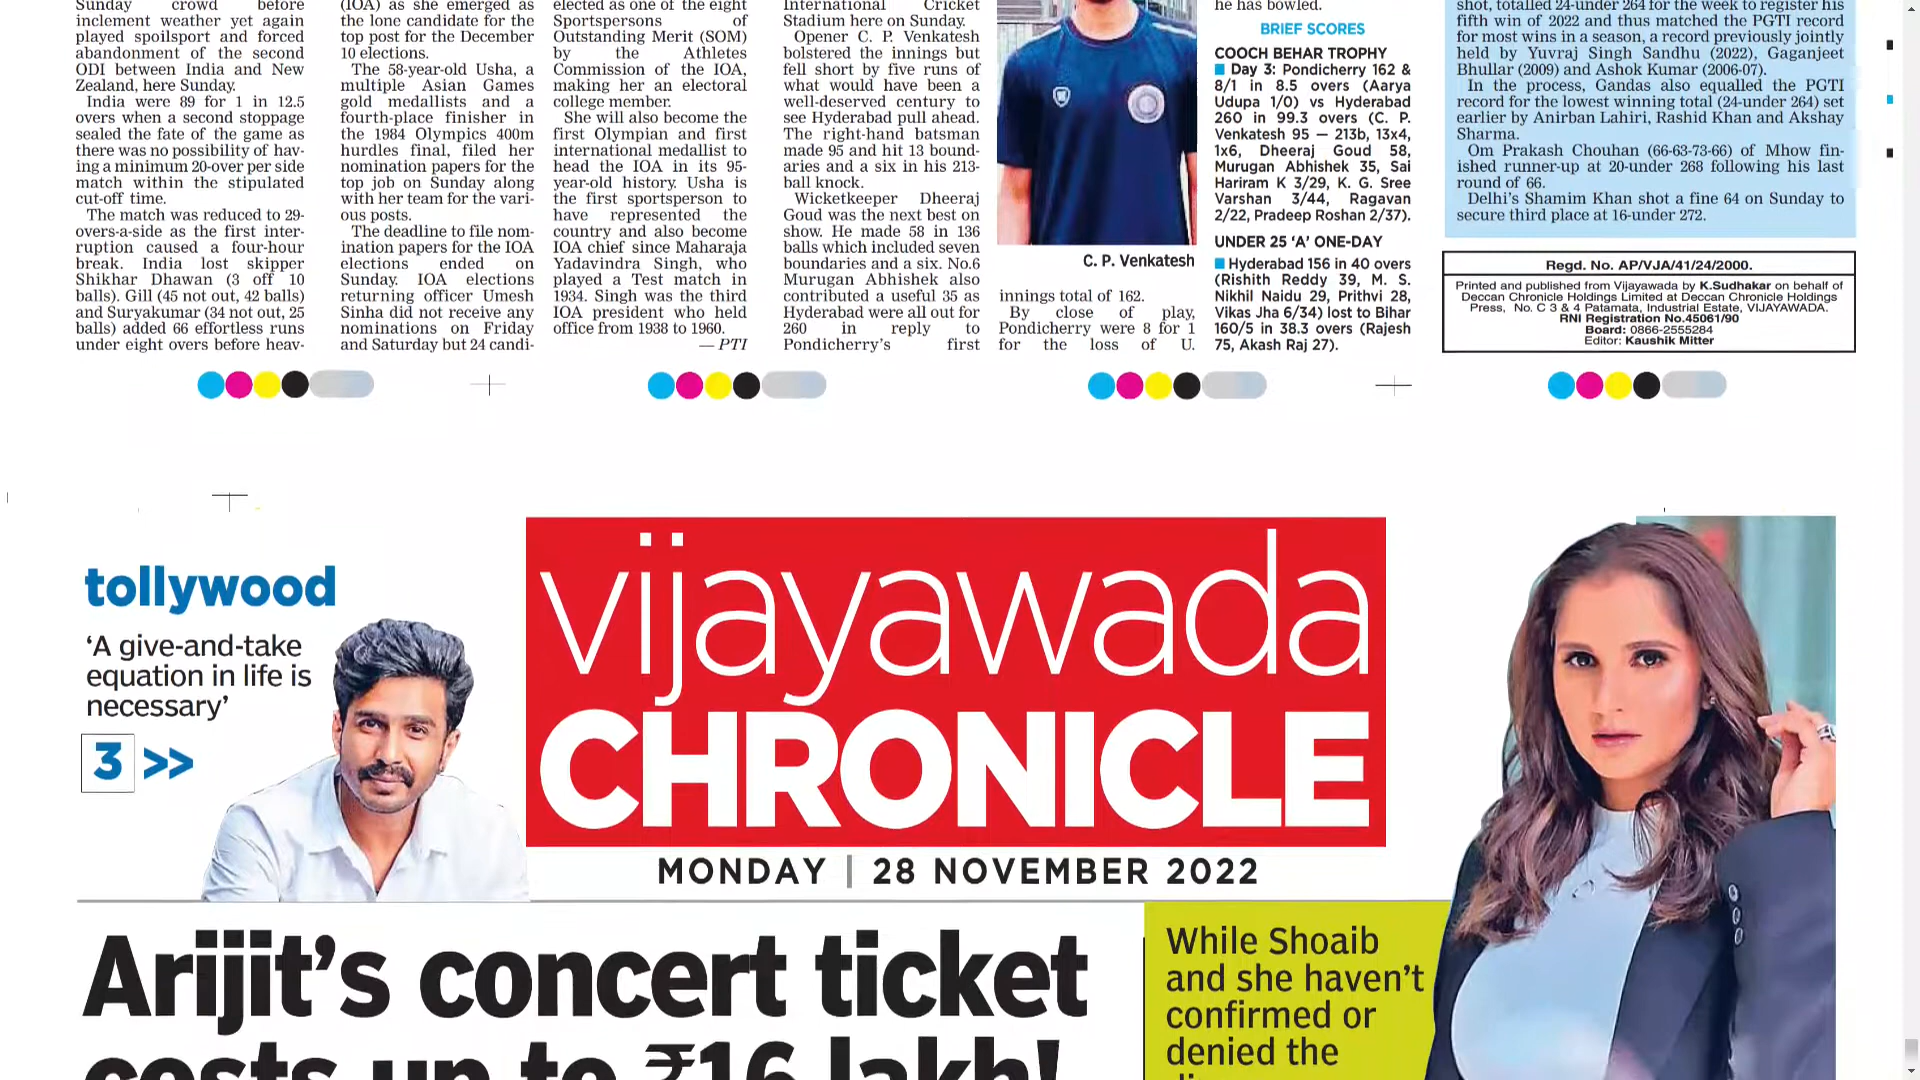 Sunday crowd before
inclement weather yet again
played spoilsport and forced
abandonment of the second
ODI between India and New
Zealand, here Sunday.
India were 89 for 1 in 12.5
overs when a second stoppage
sealed the fate of the game as
there was no possibility of hav-
ing a minimum 20-over per side
match within the stipulated
cut-off time.
The match was reduced to 29-
overs-a-side as the first inter-
ruption caused a four-hour
break. India lost skipper
Shikhar Dhawan (3 off 10
balls). Gill (45 not out, 42 balls)
and Suryakumar (34 not out, 25
balls) added 66 effortless runs
under eight overs before heav-
(IOA) as she emerged as
the lone candidate for the
top post for the December
10 elections.
The 58-year-old Usha, a
multiple Asian Games
gold medallists and a
fourth-place finisher in
the 1984 Olympics 400m
hurdles final, filed her
nomination papers for the
top job on Sunday along
with her team for the vari-
ous posts.
The deadline to file nom-
ination papers for the IOA
elections ended on
Sunday. IOA elections
returning officer Umesh
Sinha did not receive any
nominations on Friday
and Saturday but 24 candi-
elected as one of the eight
Sportspersons of
Outstanding Merit (SOM)
by the Athletes
Commission of the IOA,
making her an electoral
college member.
She will also become the
first Olympian and first
international medallist to
head the IOA in its 95-
year-old history. Usha is
the first sportsperson to
have represented the
country and also become
IOA chief since Maharaja
Yadavindra Singh, who
played a Test match in
1934. Singh was the third
IOA president who held
office from 1938 to 1960.
— PTI
International Cricket
Stadium here on Sunday.
Opener C. P. Venkatesh
bolstered the innings but
fell short by five runs of
what would have been a
well-deserved century to
see Hyderabad pull ahead.
The right-hand batsman
made 95 and hit 13 bound-
aries and a six in his 213-
ball knock.
Wicketkeeper Dheeraj
Goud was the next best on
show. He made 58 in 136
balls which included seven
boundaries and a six. No.6
Murugan Abhishek also
contributed a useful 35 as
Hyderabad were all out for
260 in reply to
Pondicherry's first
C. P. Venkatesh
innings total of 162.
By close of play,
Pondicherry were 8 for 1
for the loss of U.
he has bowled.
BRIEF SCORES
COOCH BEHAR TROPHY
■ Day 3: Pondicherry 162 &
8/1 in 8.5 overs (Aarya
Udupa 1/0) vs Hyderabad
260 in 99.3 overs (C. P.
Venkatesh 95 — 213b, 13x4,
1x6, Dheeraj Goud 58,
Murugan Abhishek 35, Sai
Hariram K 3/29, K. G. Sree
Varshan 3/44, Ragavan
2/22, Pradeep Roshan 2/37).
UNDER 25 'A' ONE-DAY
■ Hyderabad 156 in 40 overs
(Rishith Reddy 39, M. S.
Nikhil Naidu 29, Prithvi 28,
Vikas Jha 6/34) lost to Bihar
160/5 in 38.3 overs (Rajesh
75, Akash Raj 27).
shot, totalled 24-under 264 for the week to register his
fifth win of 2022 and thus matched the PGTI record
for most wins in a season, a record previously jointly
held by Yuvraj Singh Sandhu (2022), Gaganjeet
Bhullar (2009) and Ashok Kumar (2006-07).
In the process, Gandas also equalled the PGTI
record for the lowest winning total (24-under 264) set
earlier by Anirban Lahiri, Rashid Khan and Akshay
Sharma.
Om Prakash Chouhan (66-63-73-66) of Mhow fin-
ished runner-up at 20-under 268 following his last
round of 66.
Delhi's Shamim Khan shot a fine 64 on Sunday to
secure third place at 16-under 272.
Regd. No. AP/VJA/41/24/2000.
Printed and published from Vijayawada by K.Sudhakar on behalf of
Deccan Chronicle Holdings Limited at Deccan Chronicle Holdings
Press, No. C 3 & 4 Patamata, Industrial Estate, VIJAYAWADA.
RNI Registration No.45061/90
Board: 0866-2555284
Editor: Kaushik Mitter
tollywood
'A give-and-take
equation in life is
necessary'
3 >>
vijayawada
CHRONICLE
MONDAY | 28 NOVEMBER 2022
Arijit's concert ticket
costs up to ₹16 lakh!
While Shoaib
and she haven't
confirmed or
denied the